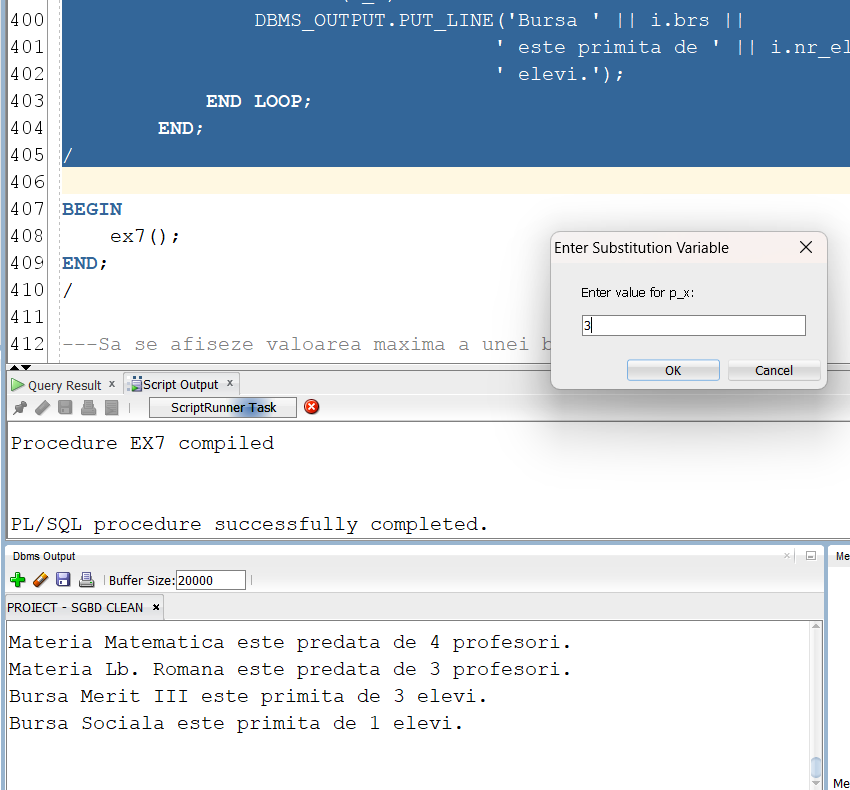 400 DBMS_OUTPUT.PUT_LINE('Bursa ' || i.brs ||
401 ' este primita de ' || i.nr_el
402 ' elevi.');
403 END LOOP;
404 END;
405 /
406
407 BEGIN
408 ex7();
409 END;
410 /
411
412 ---Sa se afiseze valoarea maxima a unei b
Enter Substitution Variable
Enter value for p_x:
3
OK Cancel
Query Result x Script Output x
ScriptRunner Task
Procedure EX7 compiled
PL/SQL procedure successfully completed.
Dbms Output
Buffer Size: 20000
PROIECT - SGBD CLEAN x
Materia Matematica este predata de 4 profesori.
Materia Lb. Romana este predata de 3 profesori.
Bursa Merit III este primita de 3 elevi.
Bursa Sociala este primita de 1 elevi.
Me
Me